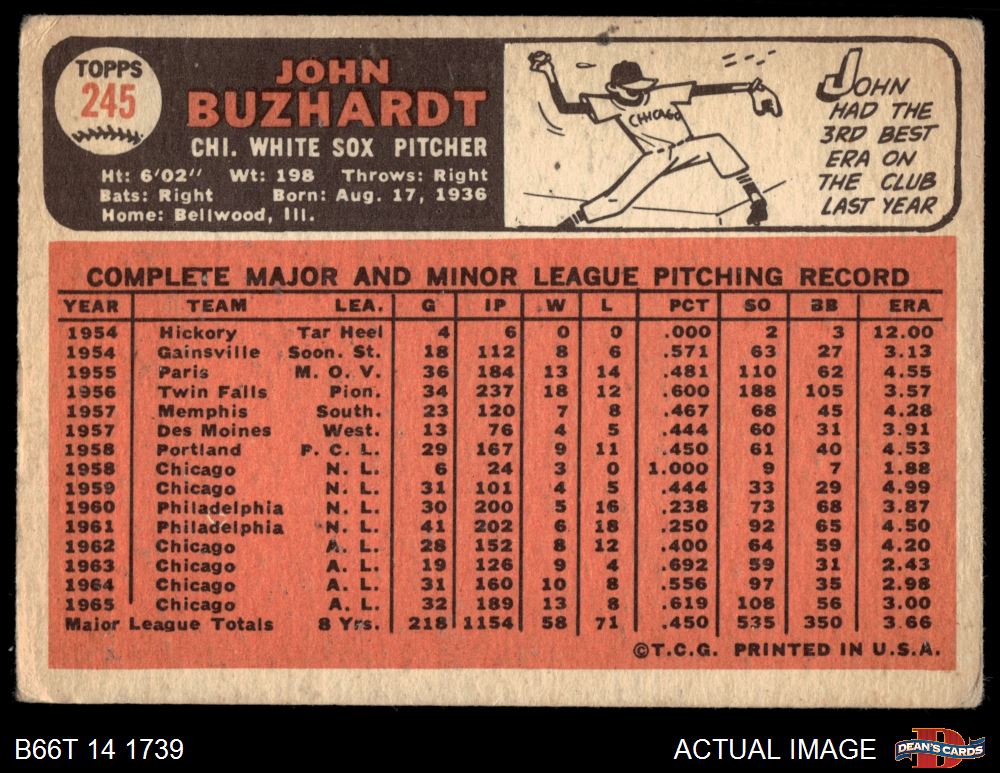 TOPPS
245
JOHN
BUZHARDT
CHI. WHITE SOX PITCHER
Ht: 6'02" Wt: 198 Throws: Right
Bats: Right Born: Aug. 17, 1936
Home: Bellwood, Ill.
CHICAGO
JOHN
HAD THE
3RD BEST
ERA ON
THE CLUB
LAST YEAR
COMPLETE MAJOR AND MINOR LEAGUE PITCHING RECORD
YEAR TEAM LEA. G IP W L PCT SO BB ERA
1954 Hickory Tar Heel 4 6 0 0 .000 2 3 12.00
1954 Gainsville Soon. St. 18 112 8 6 .571 63 27 3.13
1955 Paris M. O. V. 36 184 13 14 .481 110 62 4.55
1956 Twin Falls Pion. 34 237 18 12 .600 188 105 3.57
1957 Memphis South. 23 120 7 8 .467 68 45 4.28
1957 Des Moines West. 13 76 4 5 .444 60 31 3.91
1958 Portland P. C. L. 29 167 9 11 .450 61 40 4.53
1958 Chicago N. L. 6 24 3 0 1.000 9 7 1.88
1959 Chicago N. L. 31 101 4 5 .444 33 29 4.99
1960 Philadelphia N. L. 30 200 5 16 .238 73 68 3.87
1961 Philadelphia N. L. 41 202 6 18 .250 92 65 4.50
1962 Chicago A. L. 28 152 8 12 .400 64 59 4.20
1963 Chicago A. L. 19 126 9 4 .692 59 31 2.43
1964 Chicago A. L. 31 160 10 8 .556 97 35 2.98
1965 Chicago A. L. 32 189 13 8 .619 108 56 3.00
Major League Totals 8 Yrs. 218 1154 58 71 .450 535 350 3.66
©T.C.G. PRINTED IN U.S.A.
B66T 14 1739
ACTUAL IMAGE
D
DEAN'S CARDS